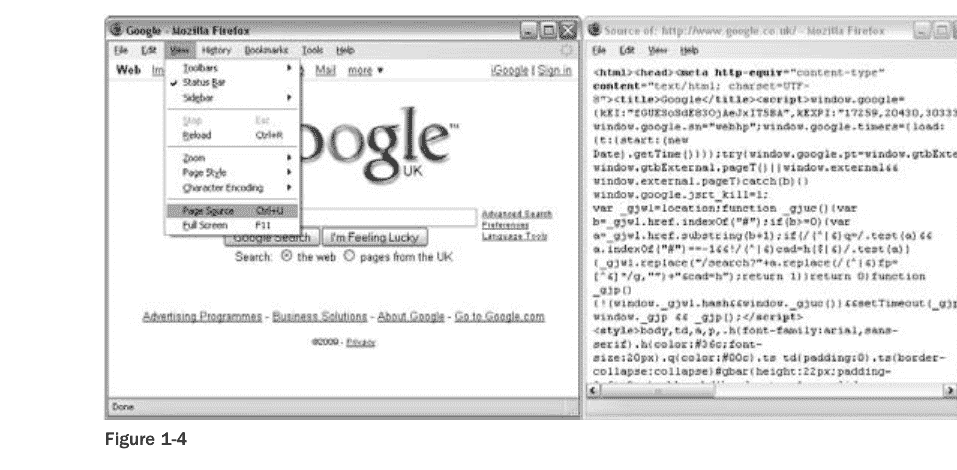 Google - Mozilla Firefox
File Edit View History Bookmarks Tools Help
Web Im Mail more ▼ iGoogle | Sign in
Toolbars
Status Bar
Sidebar
Stop Esc
Reload Ctrl+R
Zoom
Page Style
Character Encoding
Page Source Ctrl+U
Full Screen F11
oogle™
UK
Advanced Search
Preferences
Language Tools
Google Search I'm Feeling Lucky
Search: the web pages from the UK
Advertising Programmes - Business Solutions - About Google - Go to Google.com
©2009 - Privacy
Done
Source of: http://www.google.co.uk/ - Mozilla Firefox
File Edit View Help
<html><head><meta http-equiv="content-type"
content="text/html; charset=UTF-
8"><title>Google</title><script>window.google=
window.google.sn="webhp";window.google.timers={load:
{t:{start:(new
Date).getTime()}}};try{window.google.pt=window.gtbExte
window.gtbExternal.pageT()||window.external&&
window.external.pageT}catch(b){}
window.google.jsrt_kill=1;
var _gjwl=location;function _gjuc(){var
b=_gjwl.href.indexOf("#");if(b>=0){var
a=_gjwl.href.substring(b+1);if(/(^|&)q=/.test(a)&&
a.indexOf("#")==-1&&!/(^|&)cad=h($|&)/.test(a)){
_gjwl.replace("/search?"+a.replace(/(^|&)fp=
[^&]*/g,"")+"&cad=h");return 1}}return 0}function
_gjp()
{!(window._gjwl.hash&&window._gjuc())&&setTimeout(_gjp
window._gjp && _gjp();</script>
<style>body,td,a,p,.h{font-family:arial,sans-
serif}.h{color:#36c;font-
size:20px}.q{color:#00c}.ts td{padding:0}.ts{border-
collapse:collapse}#gbar{height:22px;padding-
Figure 1-4